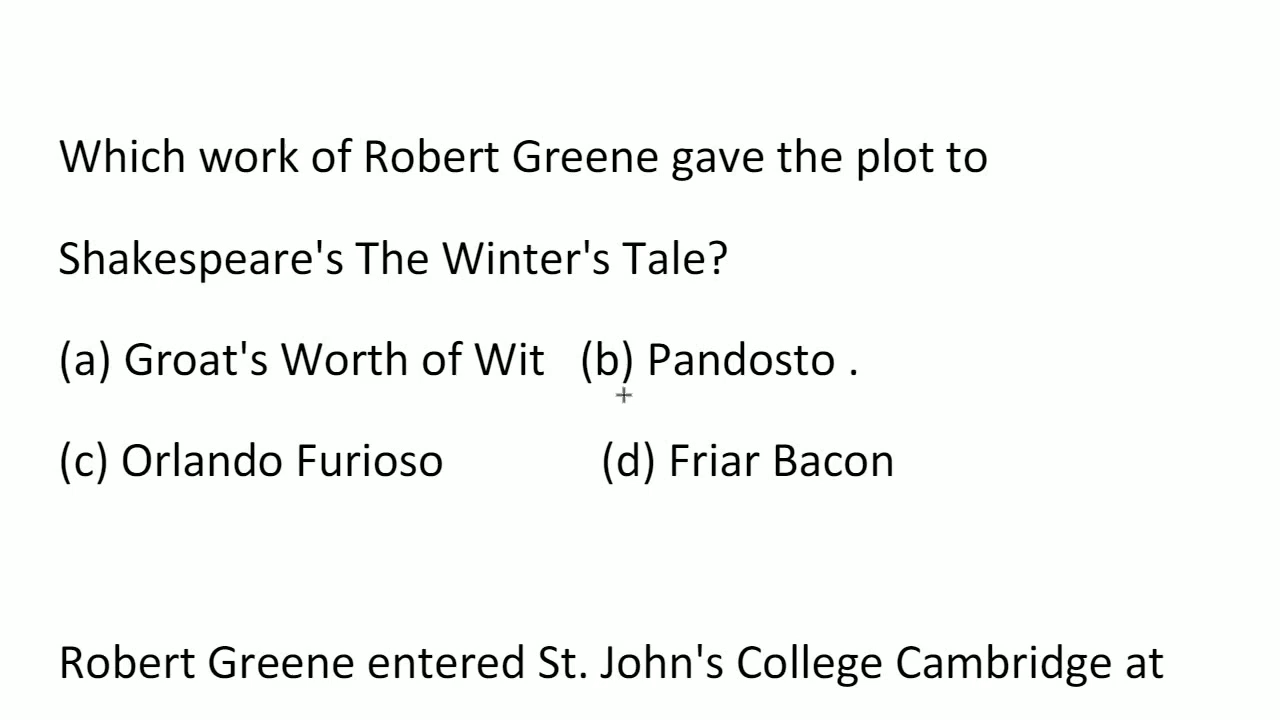 Which work of Robert Greene gave the plot to
Shakespeare's The Winter's Tale?
(a) Groat's Worth of Wit (b) Pandosto .
(c) Orlando Furioso (d) Friar Bacon
Robert Greene entered St. John's College Cambridge at